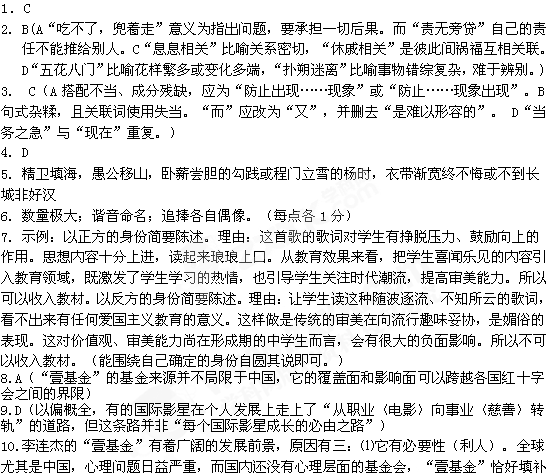 1. C
2. B(A“吃不了，兜着走”意义为指出问题，要承担一切后果。而“责无旁贷”自己的责
任不能推给别人。C“息息相关”比喻关系密切，“休戚相关”是彼此间祸福互相关联。
D“五花八门”比喻花样繁多或变化多端，“扑朔迷离”比喻事物错综复杂，难于辨别。)
3. C（A 搭配不当、成分残缺，应为“防止出现……现象”或“防止……现象出现”。B
句式杂糅，且关联词使用失当。“而”应改为“又”，并删去“是难以形容的”。 D“当
务之急”与“现在”重复。）
4. D
5. 精卫填海，愚公移山，卧薪尝胆的勾践或程门立雪的杨时，衣带渐宽终不悔或不到长
城非好汉
6. 数量极大；谐音命名；追捧各自偶像。（每点各 1 分）
7. 示例：以正方的身份简要陈述。理由：这首歌的歌词对学生有挣脱压力、鼓励向上的
作用。思想内容十分上进，读起来琅琅上口。从教育效果来看，把学生喜闻乐见的内容引
入教育领域，既激发了学生学习的热情，也引导学生关注时代潮流，提高审美能力。所以
可以收入教材。以反方的身份简要陈述。理由：让学生读这种随波逐流、不知所云的歌词，
看不出来有任何爱国主义教育的意义。这样做是传统的审美在向流行趣味妥协，是媚俗的
表现。这对价值观、审美能力尚在形成期的中学生而言，会有很大的负面影响。所以不可
以收入教材。（能围绕自己确定的身份自圆其说即可。）
8.A（“壹基金”的基金来源并不局限于中国，它的覆盖面和影响面可以跨越各国红十字
会之间的界限）
9.D（以偏概全，有的国际影星在个人发展上走上了“从职业〈电影〉向事业〈慈善〉转
轨”的道路，但这条路并非“每个国际影星成长的必由之路”）
10.李连杰的“壹基金”有着广阔的发展前景，原因有三：⑴它有必要性（利人）。全球
尤其是中国，心理问题日益严重，而国内还没有心理层面的基金会，“壹基金”恰好填补